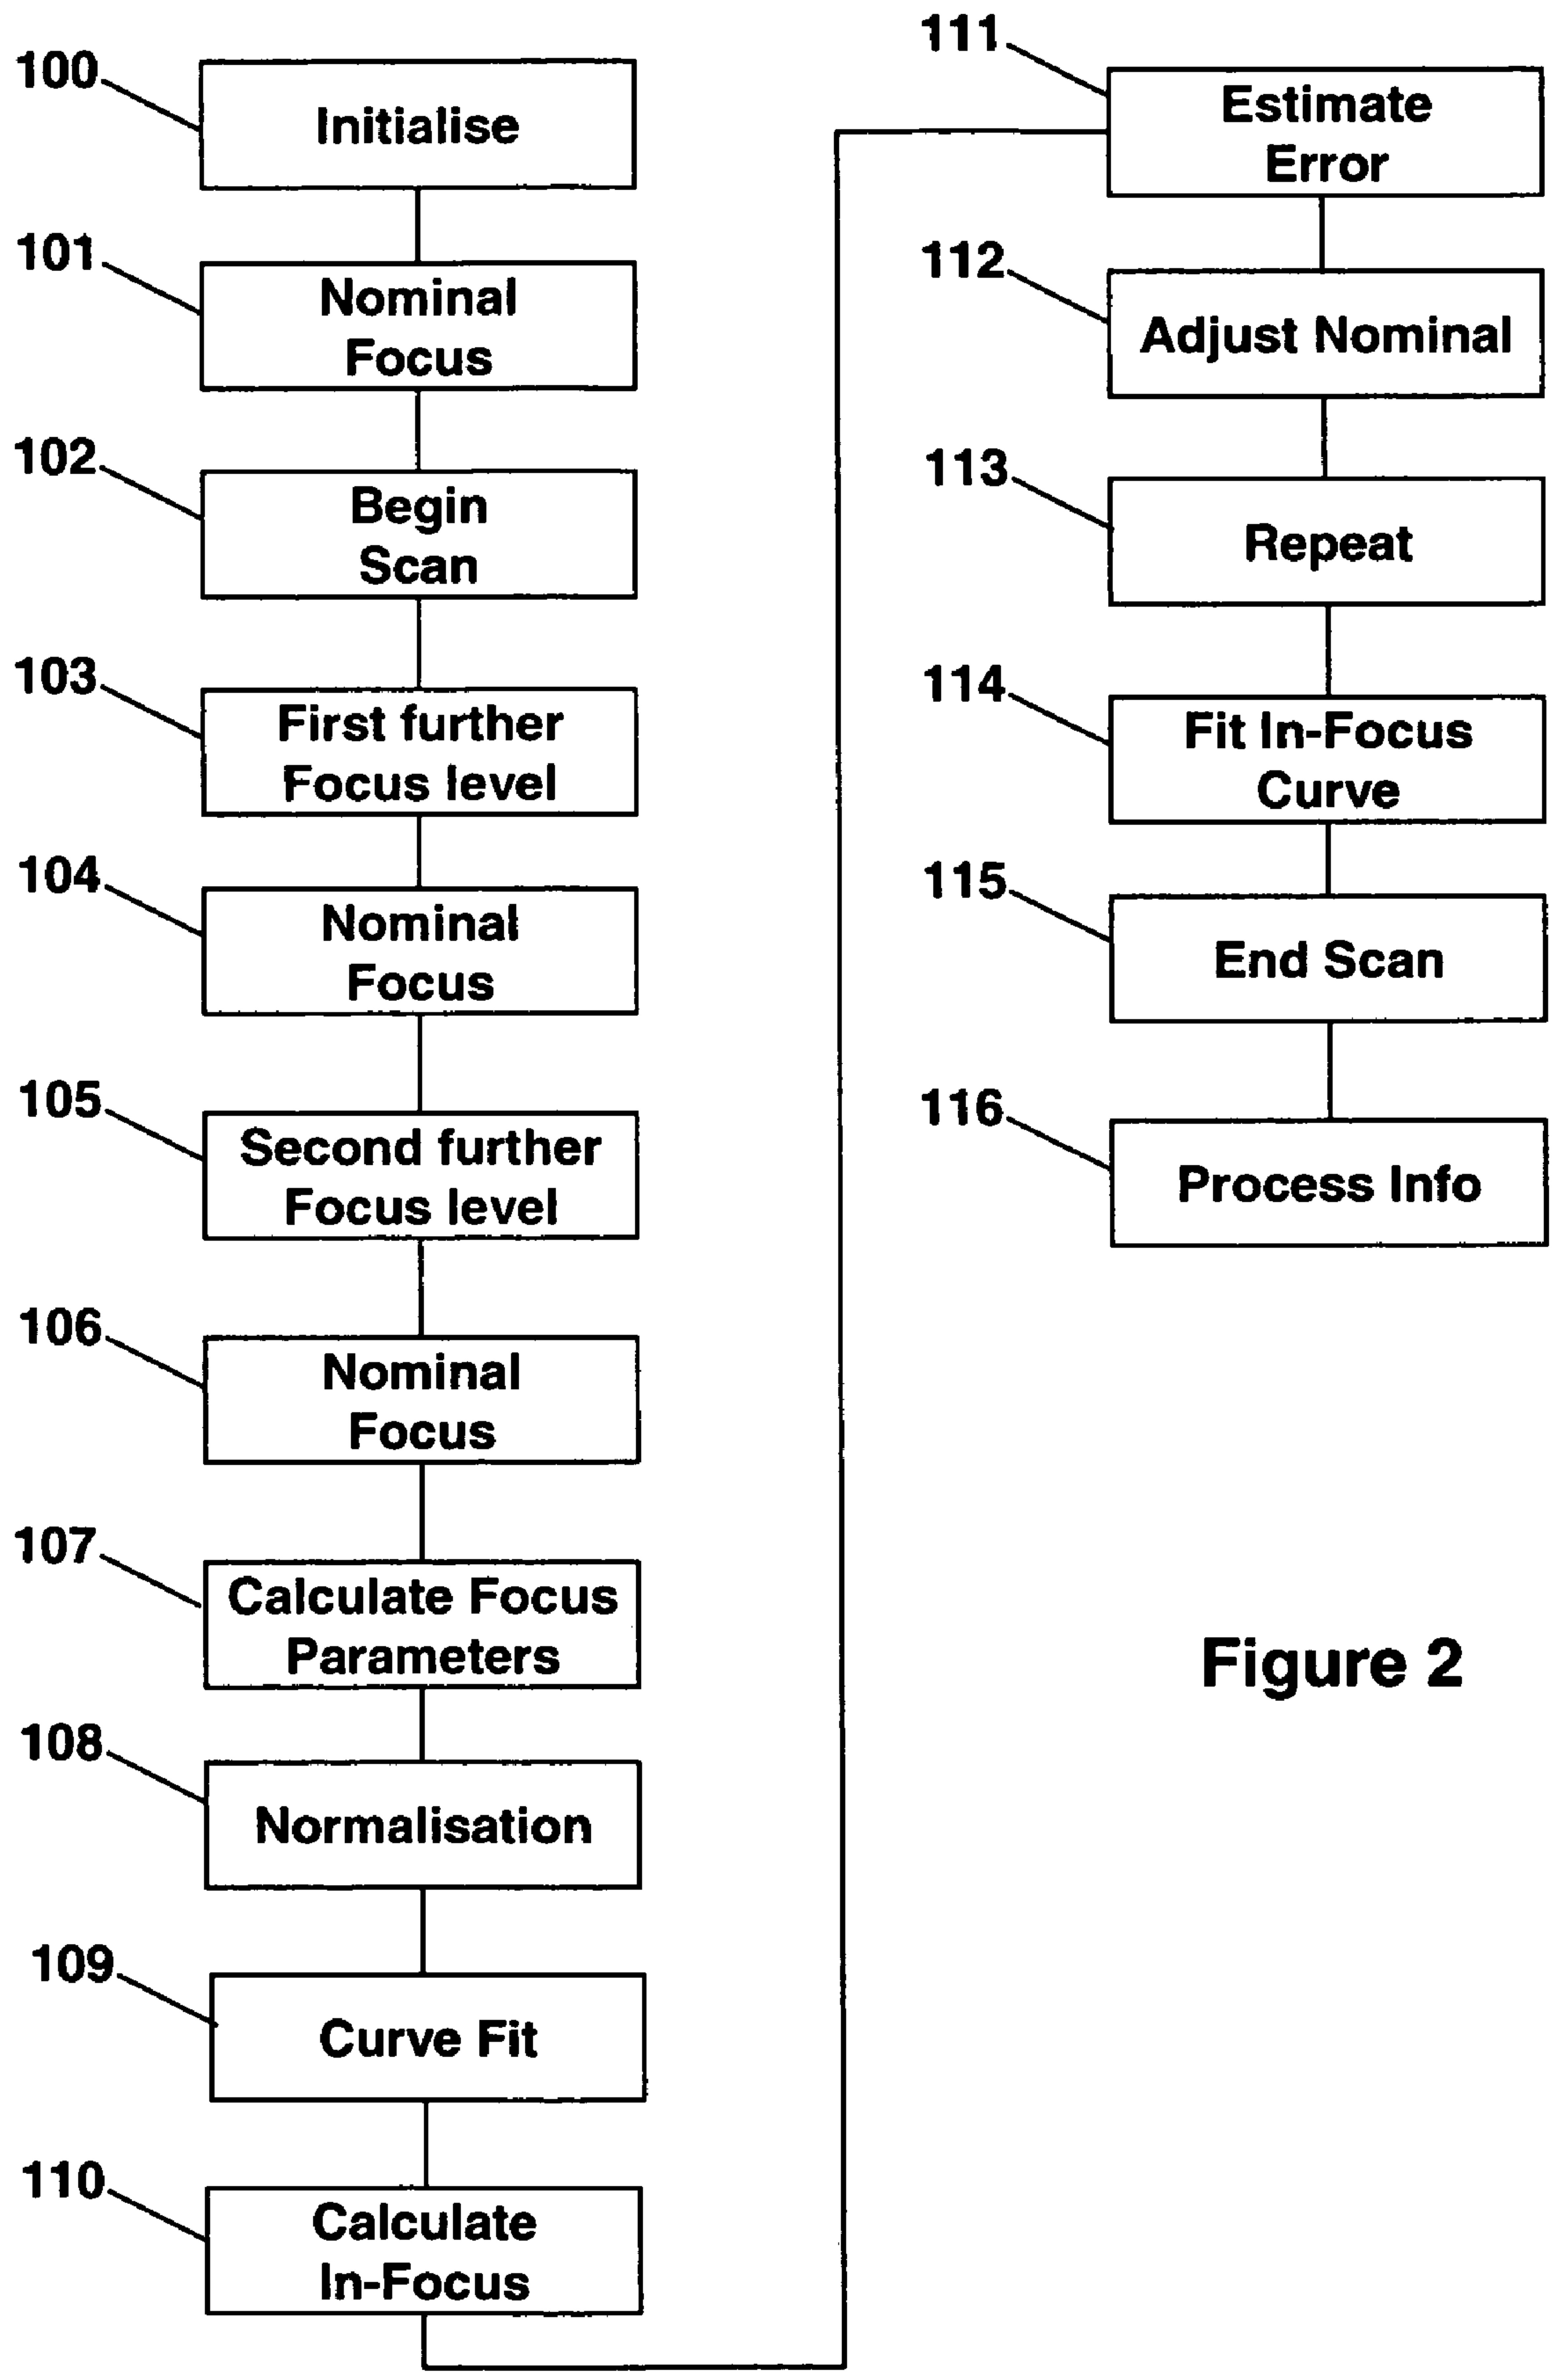 100
Initialise
101
Nominal
Focus
102
Begin
Scan
103
First further
Focus level
104
Nominal
Focus
105
Second further
Focus level
106
Nominal
Focus
107
Calculate Focus
Parameters
108
Normalisation
109
Curve Fit
110
Calculate
In-Focus
111
Estimate
Error
112
Adjust Nominal
113
Repeat
114
Fit In-Focus
Curve
115
End Scan
116
Process Info
Figure 2